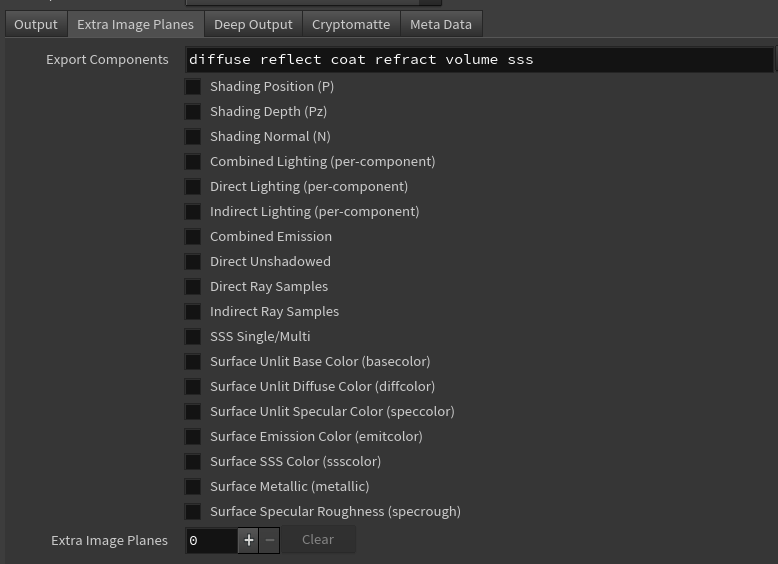 Output Extra Image Planes Deep Output Cryptomatte Meta Data
Export Components diffuse reflect coat refract volume sss
Shading Position (P)
Shading Depth (Pz)
Shading Normal (N)
Combined Lighting (per-component)
Direct Lighting (per-component)
Indirect Lighting (per-component)
Combined Emission
Direct Unshadowed
Direct Ray Samples
Indirect Ray Samples
SSS Single/Multi
Surface Unlit Base Color (basecolor)
Surface Unlit Diffuse Color (diffcolor)
Surface Unlit Specular Color (speccolor)
Surface Emission Color (emitcolor)
Surface SSS Color (ssscolor)
Surface Metallic (metallic)
Surface Specular Roughness (specrough)
Extra Image Planes 0 + − Clear